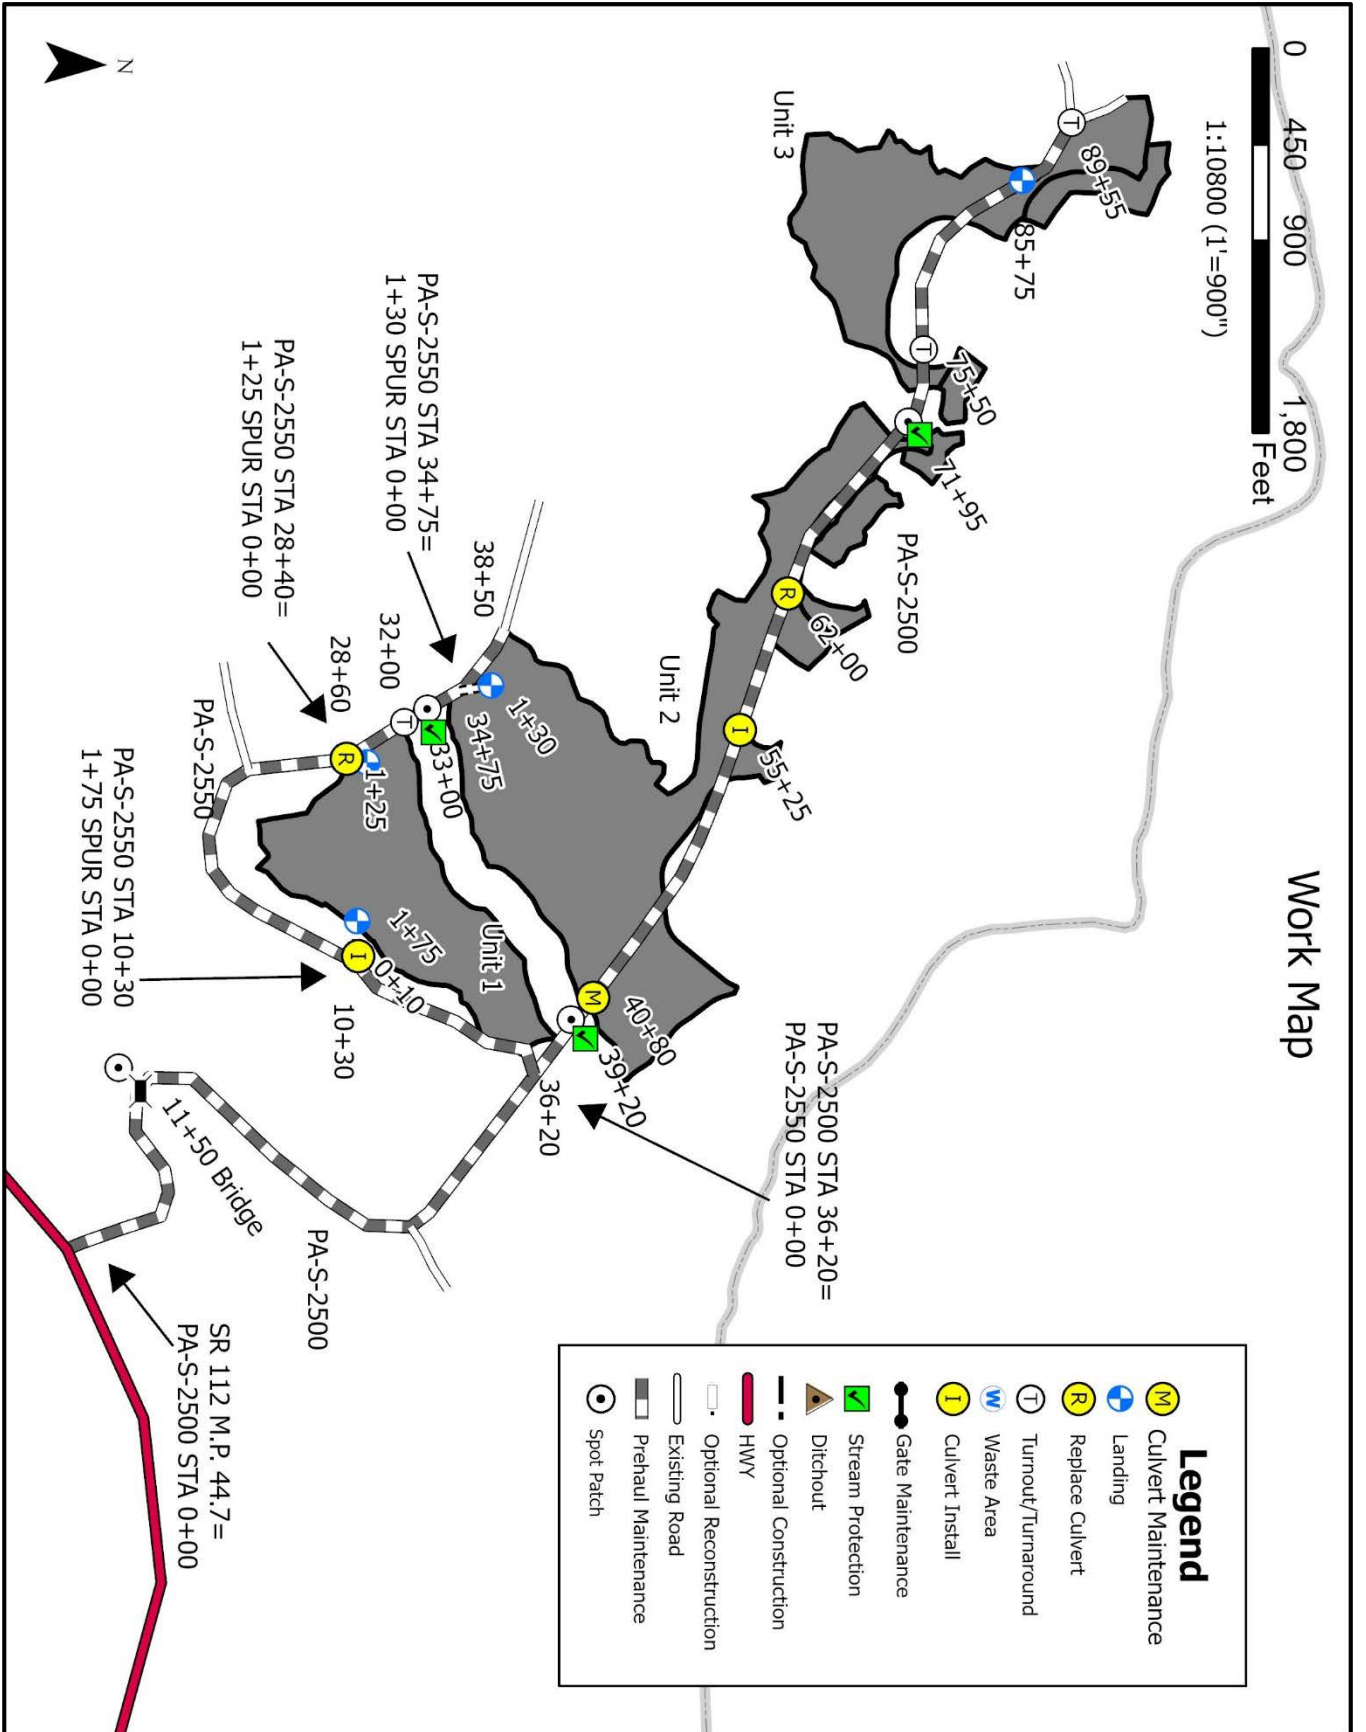 Work Map
0
450
900
1,800
Feet
1:10800 (1'=900")
N
Unit 3
89+55
85+75
75+50
71+95
PA-S-2500
62+00
Unit 2
55+25
40+80
39+20
36+20
PA-S-2500 STA 36+20=
PA-S-2550 STA 0+00
PA-S-2550 STA 34+75=
1+30 SPUR STA 0+00
38+50
1+30
34+75
33+00
32+00
PA-S-2550 STA 28+40=
1+25 SPUR STA 0+00
28+60
1+25
PA-S-2550
Unit 1
1+75
0+10
10+30
PA-S-2550 STA 10+30
1+75 SPUR STA 0+00
11+50 Bridge
PA-S-2500
SR 112 M.P. 44.7=
PA-S-2500 STA 0+00
Legend
M Culvert Maintenance
Landing
R Replace Culvert
T Turnout/Turnaround
W Waste Area
I Culvert Install
Gate Maintenance
Stream Protection
Ditchout
Optional Construction
HWY
Optional Reconstruction
Existing Road
Prehaul Maintenance
Spot Patch
T
T
R
I
M
T
R
I